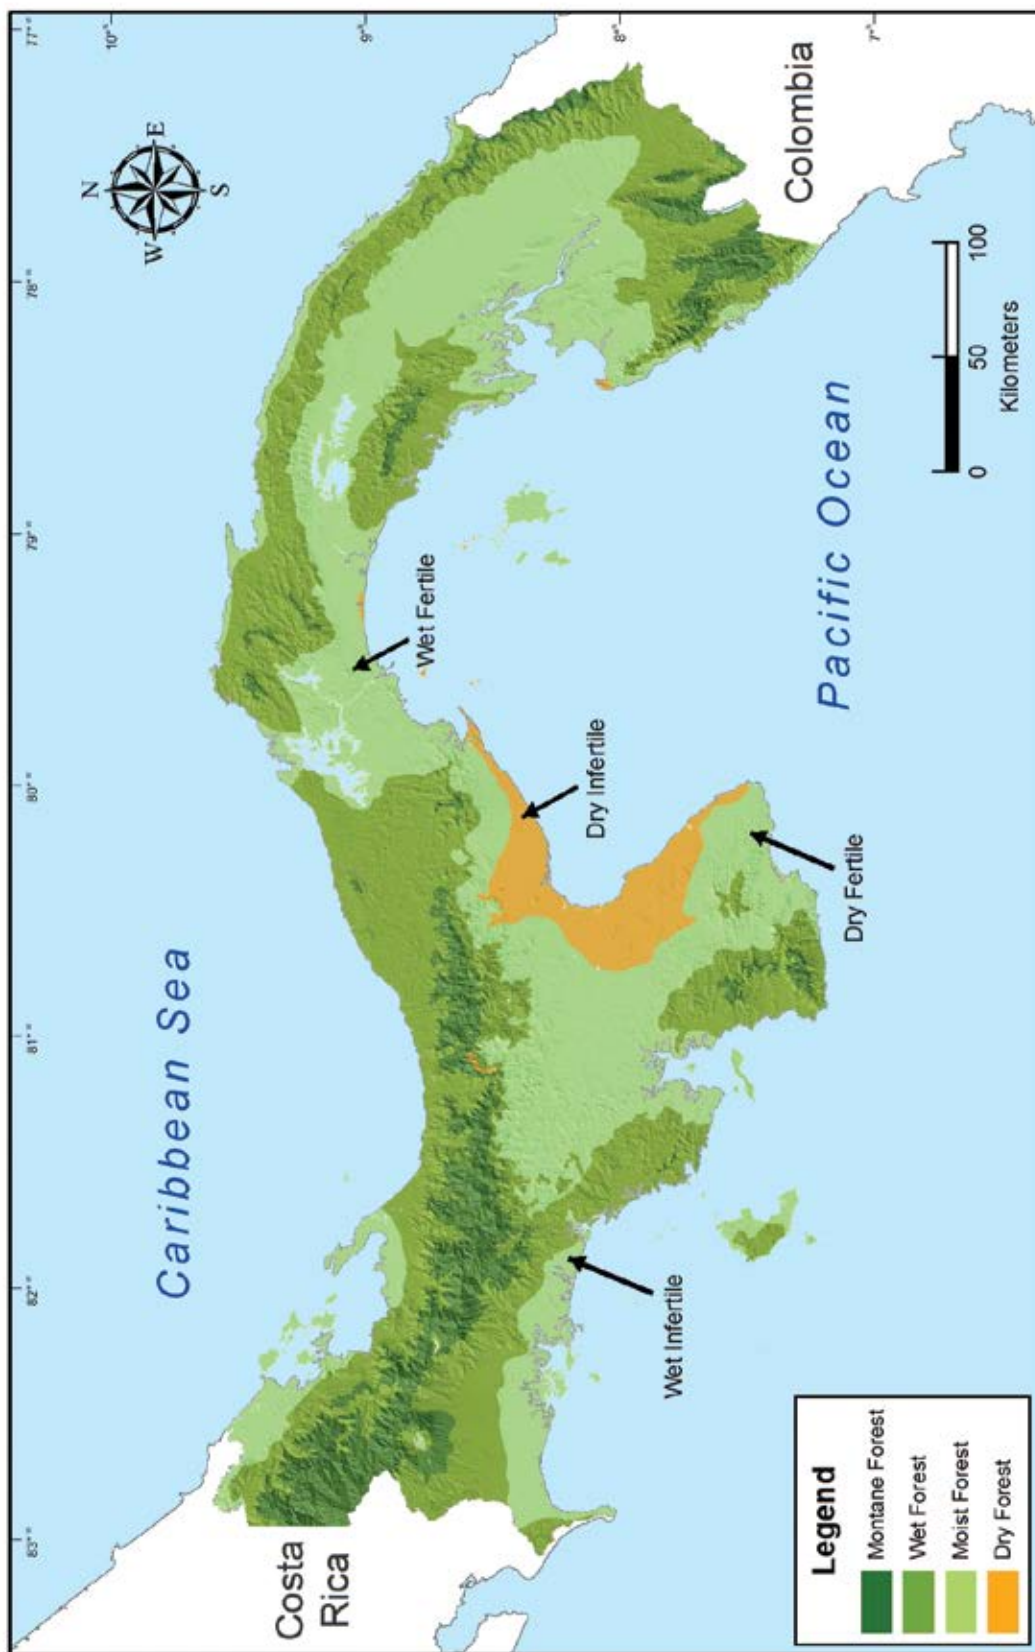 83°
82°
81°
80°
79°
78°
77°
10°
9°
8°
7°
N
W
E
S
Caribbean Sea
Costa
Rica
Wet Fertile
Dry Infertile
Wet Infertile
Dry Fertile
Colombia
Pacific Ocean
Legend
Montane Forest
Wet Forest
Moist Forest
Dry Forest
0
50
100
Kilometers